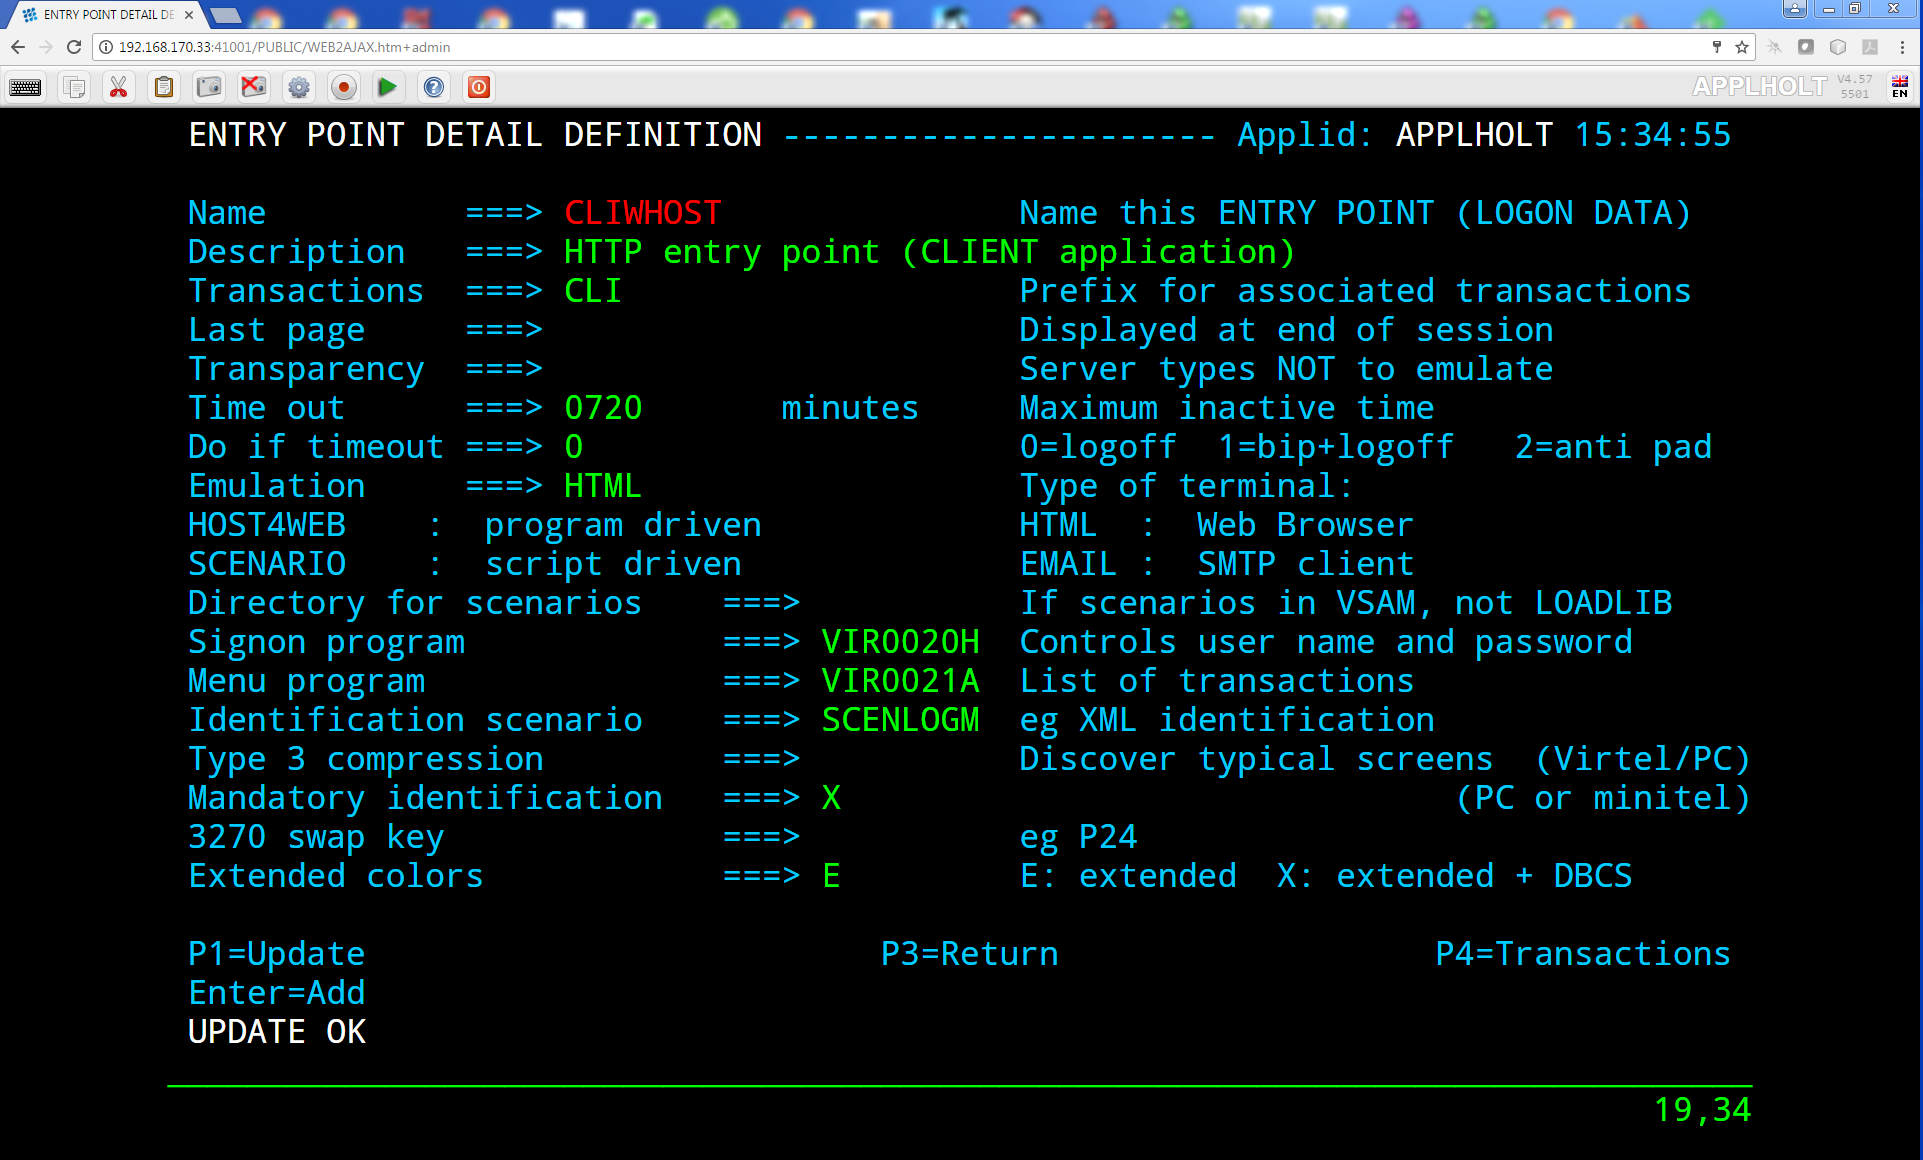 ENTRY POINT DETAIL DE
192.168.170.33:41001/PUBLIC/WEB2AJAX.htm+admin
APPLHOLT V4.57 5501 EN
ENTRY POINT DETAIL DEFINITION ---------------------- Applid: APPLHOLT 15:34:55
Name ===> CLIWHOST Name this ENTRY POINT (LOGON DATA)
Description ===> HTTP entry point (CLIENT application)
Transactions ===> CLI Prefix for associated transactions
Last page ===> Displayed at end of session
Transparency ===> Server types NOT to emulate
Time out ===> 0720 minutes Maximum inactive time
Do if timeout ===> 0 0=logoff 1=bip+logoff 2=anti pad
Emulation ===> HTML Type of terminal:
HOST4WEB : program driven HTML : Web Browser
SCENARIO : script driven EMAIL : SMTP client
Directory for scenarios ===> If scenarios in VSAM, not LOADLIB
Signon program ===> VIR0020H Controls user name and password
Menu program ===> VIR0021A List of transactions
Identification scenario ===> SCENLOGM eg XML identification
Type 3 compression ===> Discover typical screens (Virtel/PC)
Mandatory identification ===> X (PC or minitel)
3270 swap key ===> eg P24
Extended colors ===> E E: extended X: extended + DBCS
P1=Update P3=Return P4=Transactions
Enter=Add
UPDATE OK
19,34